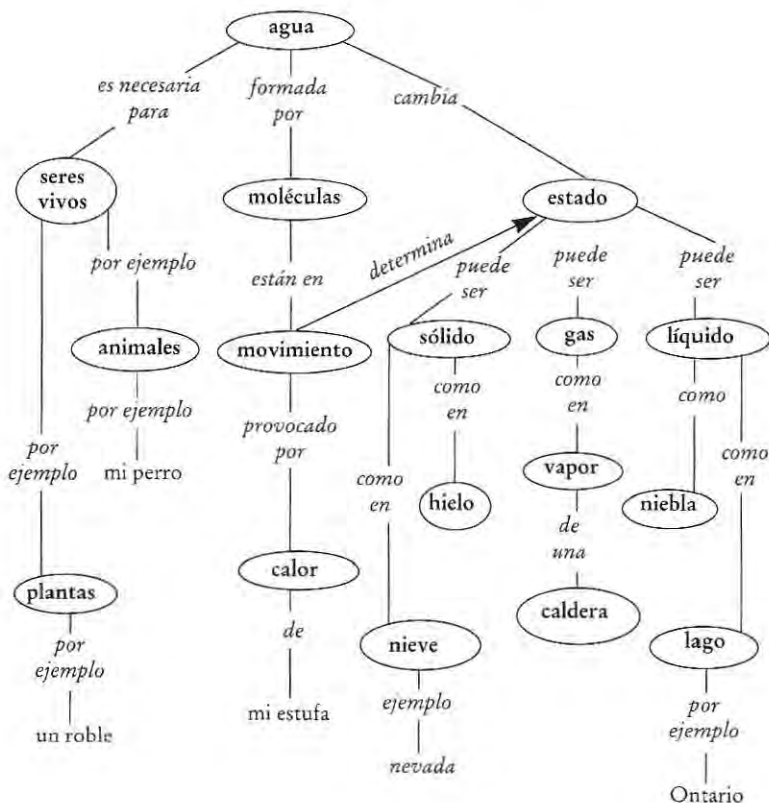 agua
es necesaria
para
formada
por
cambia
seres
vivos
moléculas
estado
por ejemplo
están en
determina
puede
ser
puede
ser
puede
ser
animales
movimiento
sólido
gas
líquido
por ejemplo
provocado
por
como
en
como
en
como
por
ejemplo
mi perro
como
en
hielo
vapor
niebla
como
en
de
una
plantas
calor
caldera
por
ejemplo
de
nieve
lago
un roble
mi estufa
ejemplo
por
ejemplo
nevada
Ontario